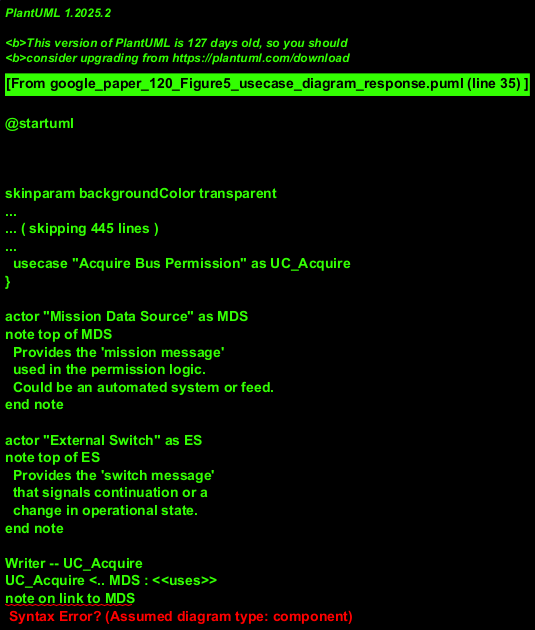 PlantUML 1.2025.2
<b>This version of PlantUML is 127 days old, so you should
<b>consider upgrading from https://plantuml.com/download
[From google_paper_120_Figure5_usecase_diagram_response.puml (line 35) ]
@startuml
skinparam backgroundColor transparent
...
... ( skipping 445 lines )
...
usecase "Acquire Bus Permission" as UC_Acquire
}
actor "Mission Data Source" as MDS
note top of MDS
Provides the 'mission message'
used in the permission logic.
Could be an automated system or feed.
end note
actor "External Switch" as ES
note top of ES
Provides the 'switch message'
that signals continuation or a
change in operational state.
end note
Writer -- UC_Acquire
UC_Acquire <.. MDS : <<uses>>
note on link to MDS
Syntax Error? (Assumed diagram type: component)